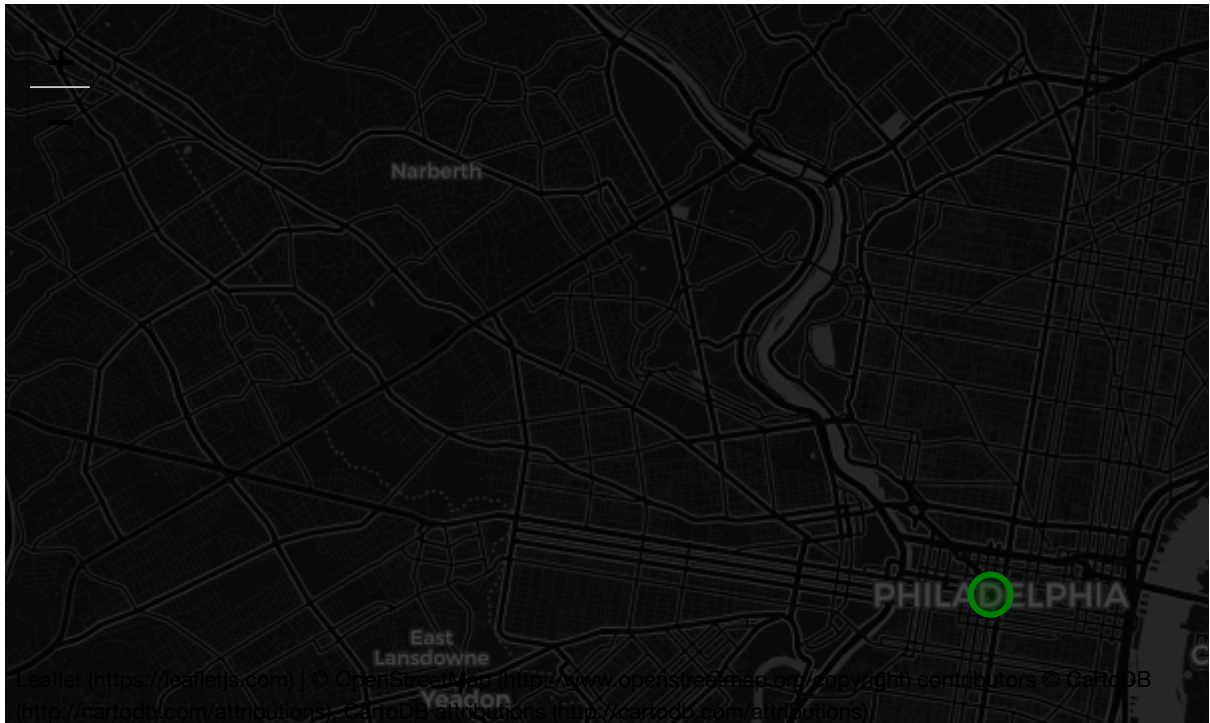 +
−
Narberth
PHILADELPHIA
East
Lansdowne
C
Leaflet (https://leafletjs.com) | © OpenStreetMap (http://www.openstreetmap.org/copyright) contributors © CartoDB
Yeadon
(http://cartodb.com/attributions), CartoDB attributions (http://cartodb.com/attributions)